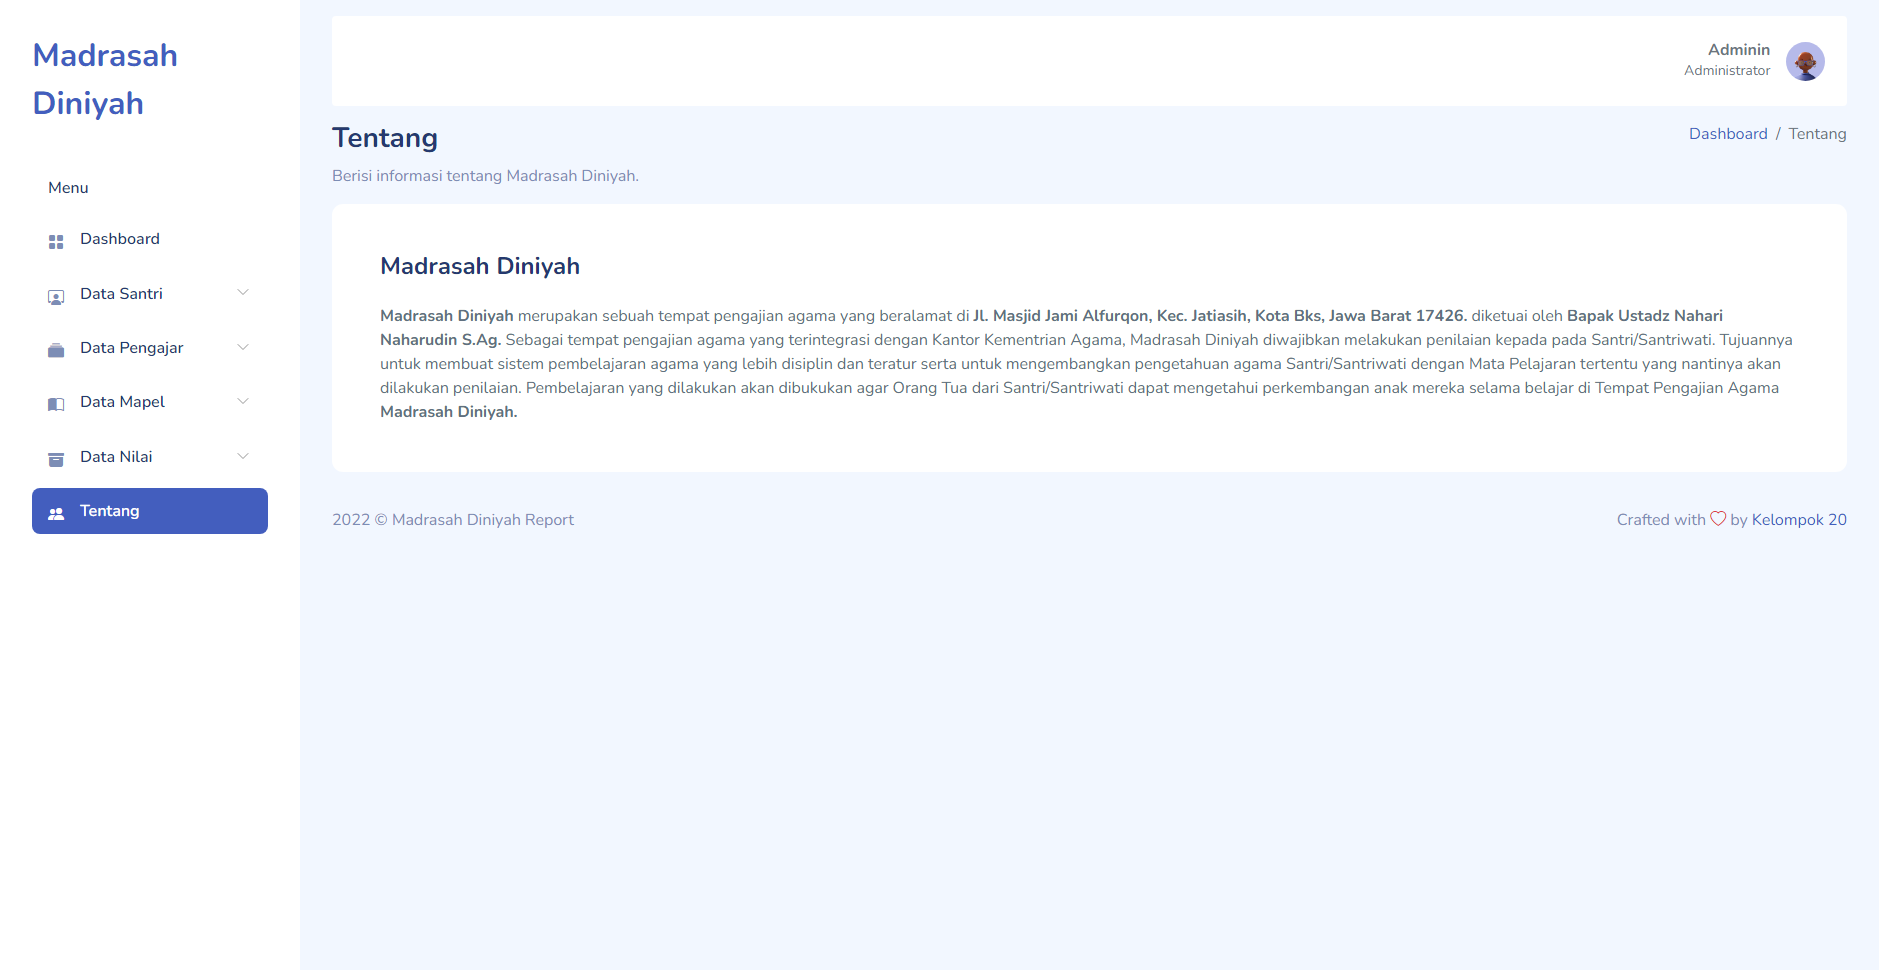 Madrasah
Diniyah
Menu
Dashboard
Data Santri
Data Pengajar
Data Mapel
Data Nilai
Tentang
Adminin
Administrator
Tentang
Dashboard / Tentang
Berisi informasi tentang Madrasah Diniyah.
Madrasah Diniyah
Madrasah Diniyah merupakan sebuah tempat pengajian agama yang beralamat di Jl. Masjid Jami Alfurqon, Kec. Jatiasih, Kota Bks, Jawa Barat 17426. diketuai oleh Bapak Ustadz Nahari
Naharudin S.Ag. Sebagai tempat pengajian agama yang terintegrasi dengan Kantor Kementrian Agama, Madrasah Diniyah diwajibkan melakukan penilaian kepada pada Santri/Santriwati. Tujuannya
untuk membuat sistem pembelajaran agama yang lebih disiplin dan teratur serta untuk mengembangkan pengetahuan agama Santri/Santriwati dengan Mata Pelajaran tertentu yang nantinya akan
dilakukan penilaian. Pembelajaran yang dilakukan akan dibukukan agar Orang Tua dari Santri/Santriwati dapat mengetahui perkembangan anak mereka selama belajar di Tempat Pengajian Agama
Madrasah Diniyah.
2022 © Madrasah Diniyah Report
Crafted with ♡ by Kelompok 20